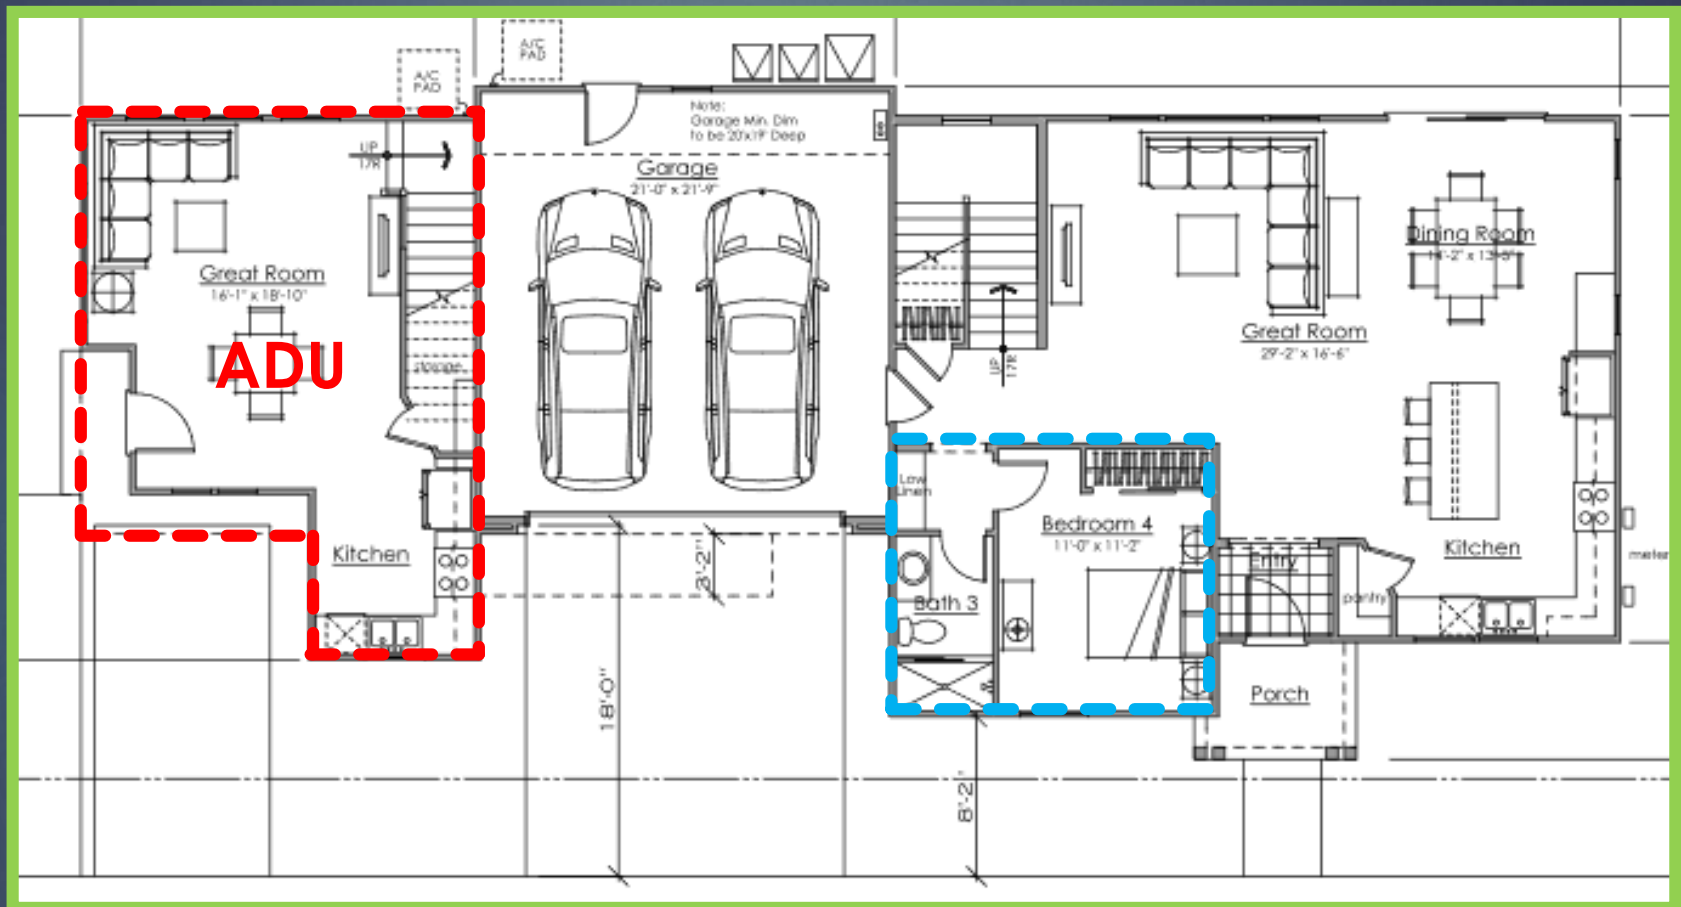 A/C
PAD
A/C
PAD
Note:
Garage Min. Dim
to be 20'x19' Deep
UP
17R
Garage
21'-0" x 21'-9"
Great Room
16'-1" x 18'-10"
ADU
storage
Kitchen
Dining Room
Great Room
29'-2" x 16'-6"
UP
17R
Low
Linen
Bedroom 4
11'-0" x 11'-2"
Bath 3
Entry
pantry
Kitchen
meter
Porch
3'-2"
18'-0"
8'-2"